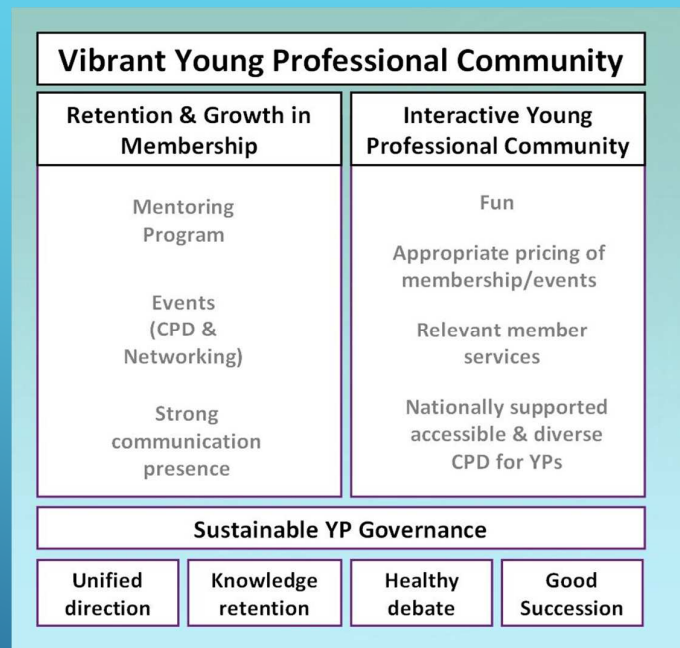 Vibrant Young Professional Community
Retention & Growth in
Membership
Mentoring
Program
Events
(CPD &
Networking)
Strong
communication
presence
Interactive Young
Professional Community
Fun
Appropriate pricing of
membership/events
Relevant member
services
Nationally supported
accessible & diverse
CPD for YPs
Sustainable YP Governance
Unified
direction
Knowledge
retention
Healthy
debate
Good
Succession